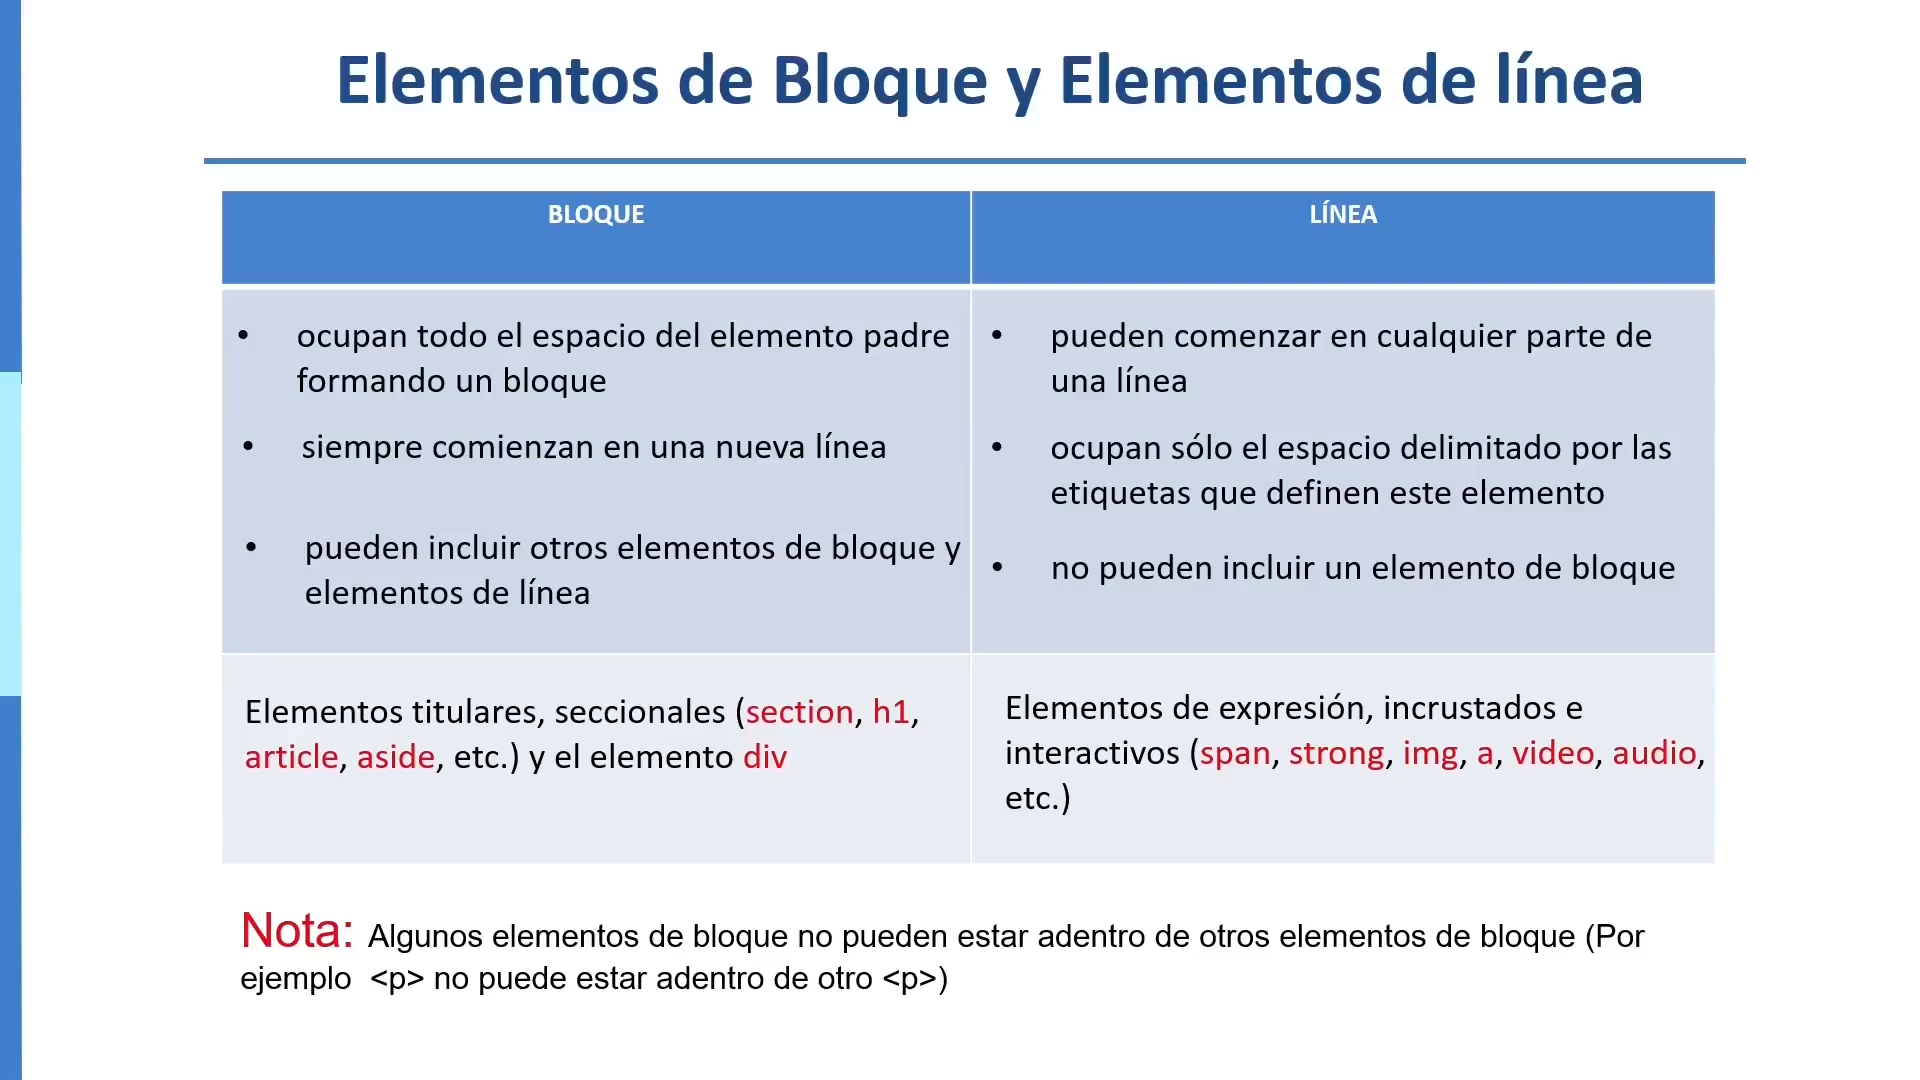 Elementos de Bloque y Elementos de línea
BLOQUE
LÍNEA
• ocupan todo el espacio del elemento padre
formando un bloque
• siempre comienzan en una nueva línea
• pueden incluir otros elementos de bloque y
elementos de línea
• pueden comenzar en cualquier parte de
una línea
• ocupan sólo el espacio delimitado por las
etiquetas que definen este elemento
• no pueden incluir un elemento de bloque
Elementos titulares, seccionales (section, h1,
article, aside, etc.) y el elemento div
Elementos de expresión, incrustados e
interactivos (span, strong, img, a, video, audio,
etc.)
Nota: Algunos elementos de bloque no pueden estar adentro de otros elementos de bloque (Por
ejemplo <p> no puede estar adentro de otro <p>)